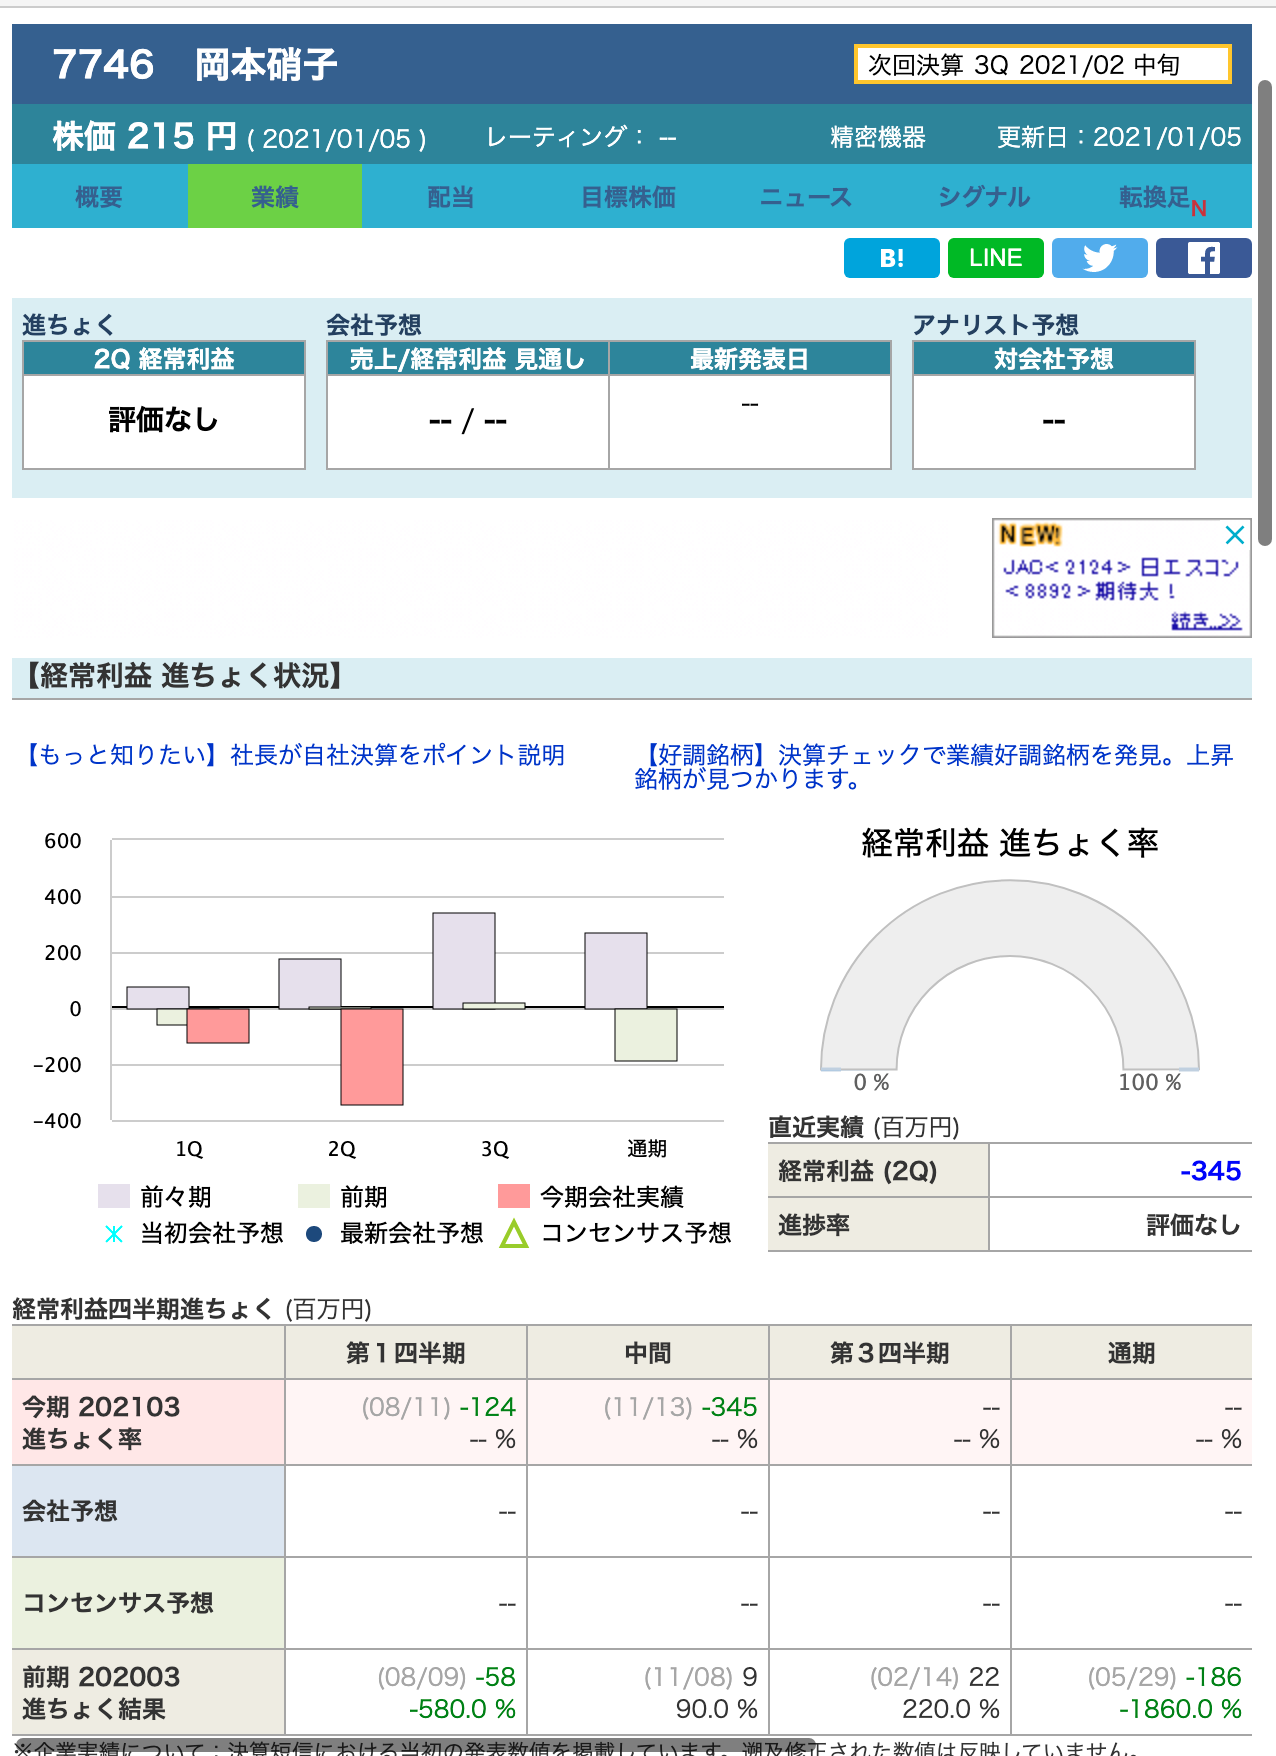 7746　岡本硝子
次回決算 3Q 2021/02 中旬
株価 215 円 ( 2021/01/05 )　レーティング： --　精密機器　更新日：2021/01/05
概要　業績　配当　目標株価　ニュース　シグナル　転換足N
B!　LINE
進ちょく　会社予想　アナリスト予想
2Q 経常利益　売上/経常利益 見通し　最新発表日　対会社予想
評価なし　-- / --　--　--
NEW!
JAC<2124> 日エスコン
<8892>期待大！
続き..>>
【経常利益 進ちょく状況】
【もっと知りたい】社長が自社決算をポイント説明
【好調銘柄】決算チェックで業績好調銘柄を発見。上昇
銘柄が見つかります。
600
400
200
0
-200
-400
1Q　2Q　3Q　通期
前々期　前期　今期会社実績
当初会社予想　最新会社予想　コンセンサス予想
経常利益 進ちょく率
0 %　100 %
直近実績 (百万円)
経常利益 (2Q)　-345
進捗率　評価なし
経常利益四半期進ちょく (百万円)
第１四半期　中間　第３四半期　通期
今期 202103　(08/11) -124　(11/13) -345　--　--
進ちょく率　-- %　-- %　-- %　-- %
会社予想　--　--　--　--
コンセンサス予想　--　--　--　--
前期 202003　(08/09) -58　(11/08) 9　(02/14) 22　(05/29) -186
進ちょく結果　-580.0 %　90.0 %　220.0 %　-1860.0 %
※企業実績について：決算短信における当初の発表数値を掲載しています。遡及修正された数値は反映していません。